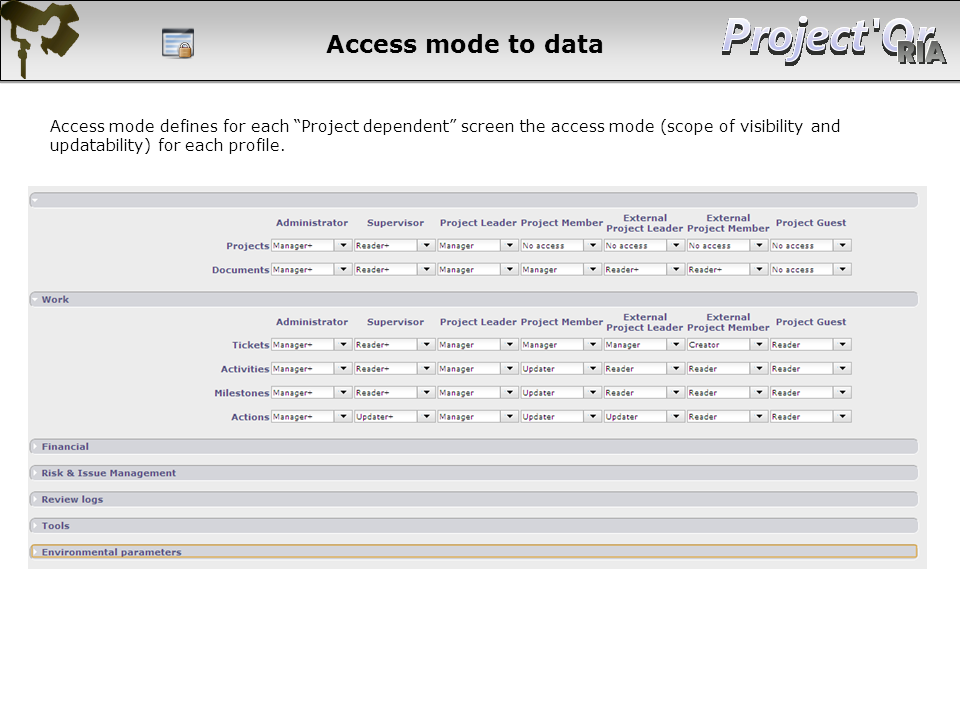 Access mode to data
Project'Or
RIA
Access mode defines for each “Project dependent” screen the access mode (scope of visibility and
updatability) for each profile.
Administrator Supervisor Project Leader Project Member External Project Leader External Project Member Project Guest
Projects Manager+ Reader+ Manager No access No access No access No access
Documents Manager+ Reader+ Manager Manager Reader+ Reader+ No access
Work
Administrator Supervisor Project Leader Project Member External Project Leader External Project Member Project Guest
Tickets Manager+ Reader+ Manager Manager Manager Creator Reader
Activities Manager+ Reader+ Manager Updater Reader Reader Reader
Milestones Manager+ Reader+ Manager Updater Reader Reader Reader
Actions Manager+ Updater+ Manager Updater Updater Reader Reader
Financial
Risk & Issue Management
Review logs
Tools
Environmental parameters